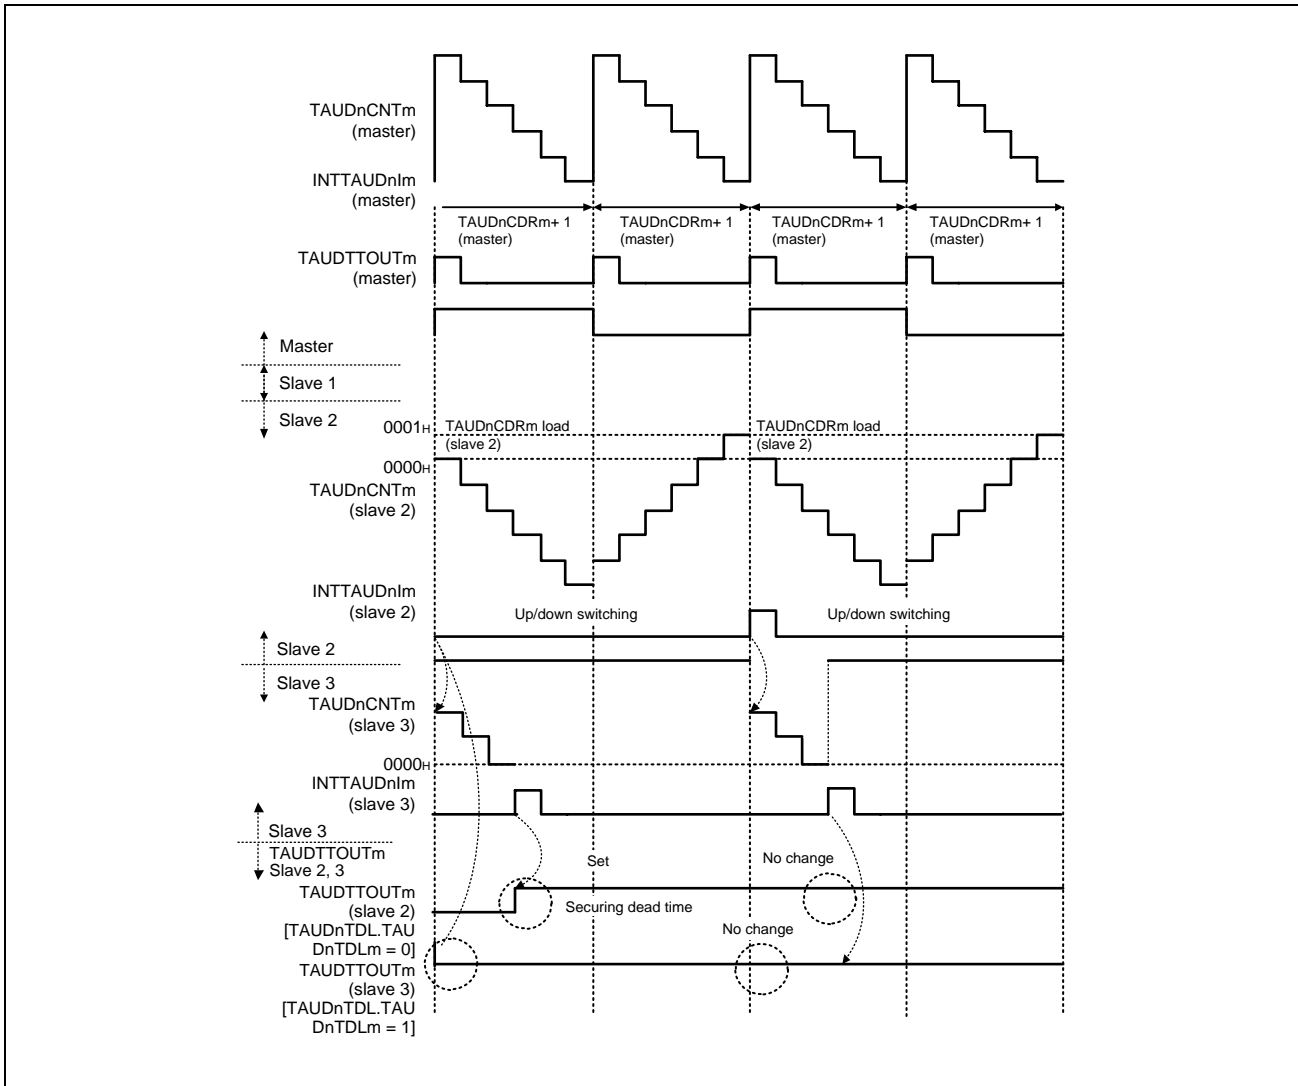 TAUDnCNTm
(master)
INTTAUDnIm
(master)
TAUDnCDRm+ 1
(master)
TAUDnCDRm+ 1
(master)
TAUDnCDRm+ 1
(master)
TAUDnCDRm+ 1
(master)
TAUDTTOUTm
(master)
Master
Slave 1
Slave 2
0001H
TAUDnCDRm load
(slave 2)
TAUDnCDRm load
(slave 2)
0000H
TAUDnCNTm
(slave 2)
INTTAUDnIm
(slave 2)
Up/down switching
Up/down switching
Slave 2
Slave 3
TAUDnCNTm
(slave 3)
0000H
INTTAUDnIm
(slave 3)
Slave 3
TAUDTTOUTm
Slave 2, 3
Set
No change
TAUDTTOUTm
(slave 2)
[TAUDnTDL.TAU
DnTDLm = 0]
Securing dead time
No change
TAUDTTOUTm
(slave 3)
[TAUDnTDL.TAU
DnTDLm = 1]